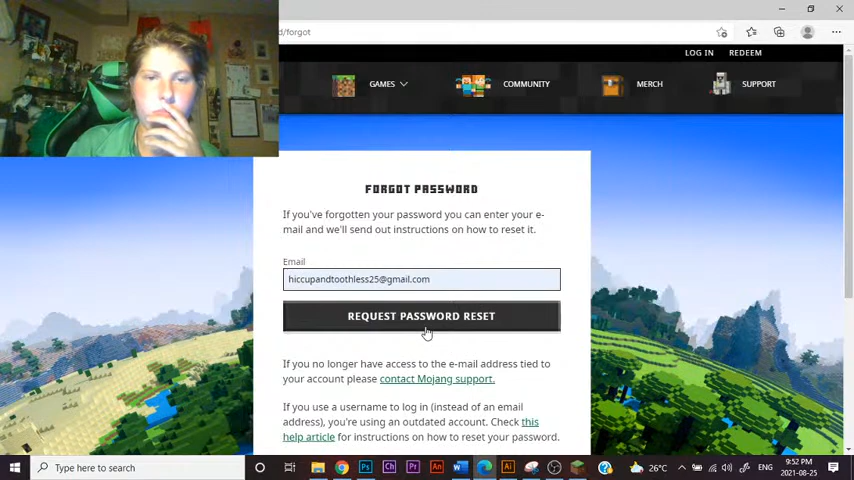 d/forgot
LOG IN REDEEM
GAMES COMMUNITY MERCH SUPPORT
FORGOT PASSWORD
If you've forgotten your password you can enter your e-
mail and we'll send out instructions on how to reset it.
Email
hiccupandtoothless25@gmail.com
REQUEST PASSWORD RESET
If you no longer have access to the e-mail address tied to
your account please contact Mojang support.
If you use a username to log in (instead of an email
address), you're using an outdated account. Check this
help article for instructions on how to reset your password.
Type here to search
Ps Ch Pr An W Ai
26°C ENG
9:52 PM
2021-08-25